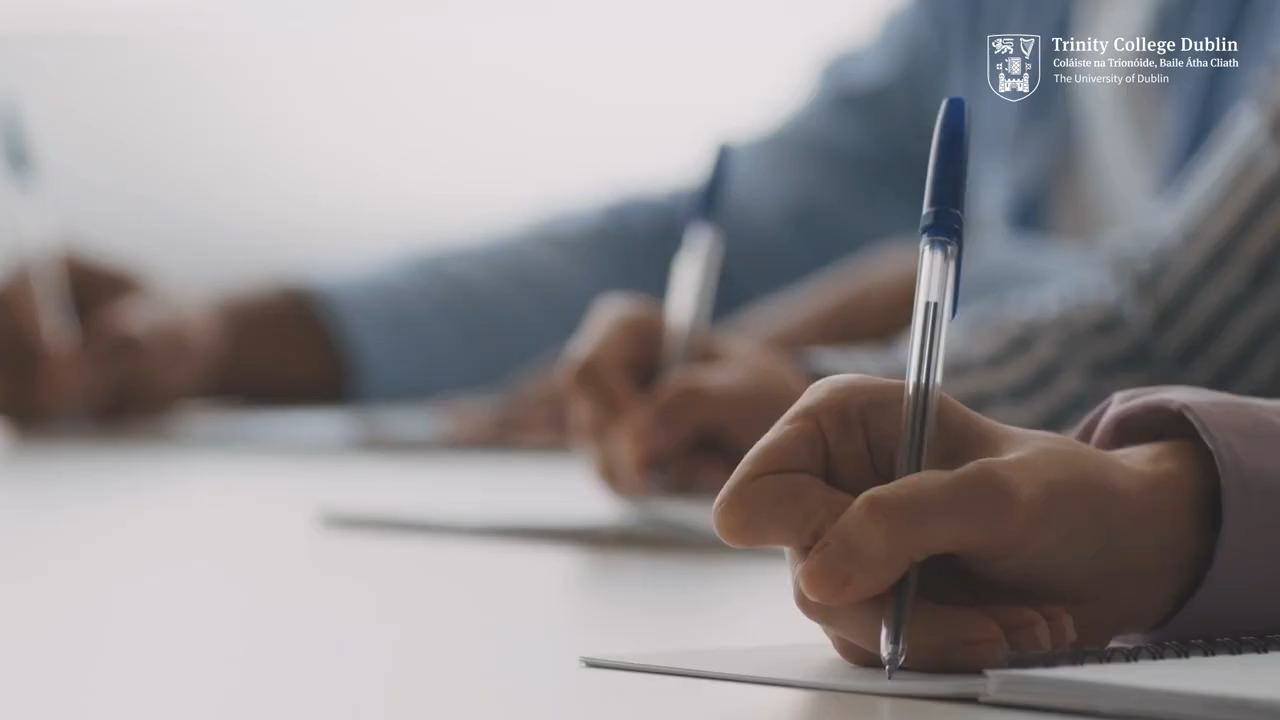 Trinity College Dublin
Coláiste na Tríonóide, Baile Átha Cliath
The University of Dublin